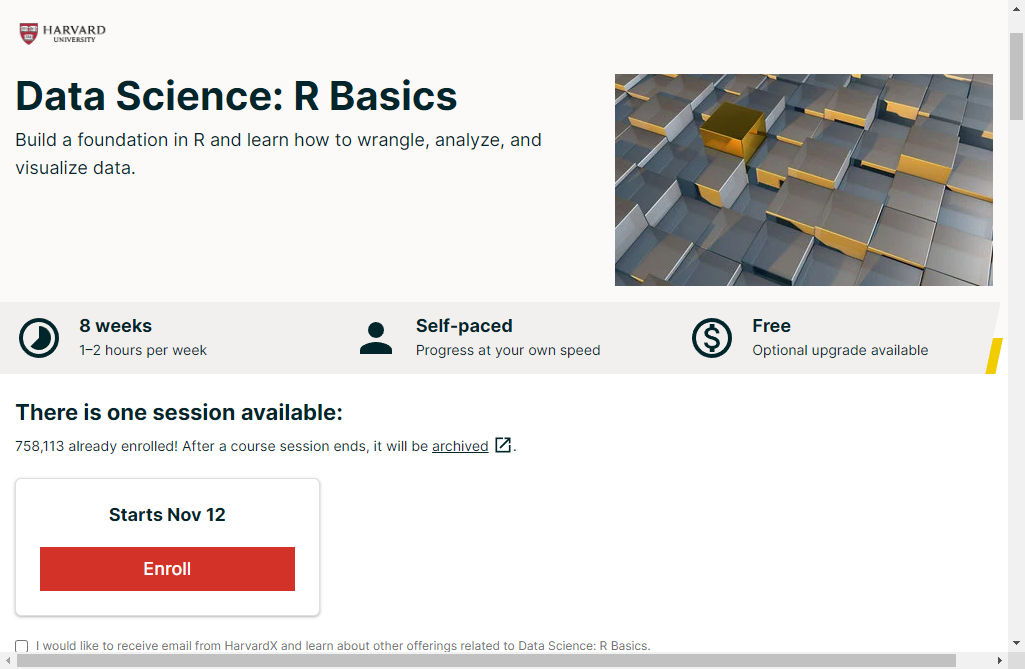 HARVARD
UNIVERSITY
Data Science: R Basics
Build a foundation in R and learn how to wrangle, analyze, and
visualize data.
8 weeks
1–2 hours per week
Self-paced
Progress at your own speed
Free
Optional upgrade available
There is one session available:
758,113 already enrolled! After a course session ends, it will be archived.
Starts Nov 12
Enroll
I would like to receive email from HarvardX and learn about other offerings related to Data Science: R Basics.